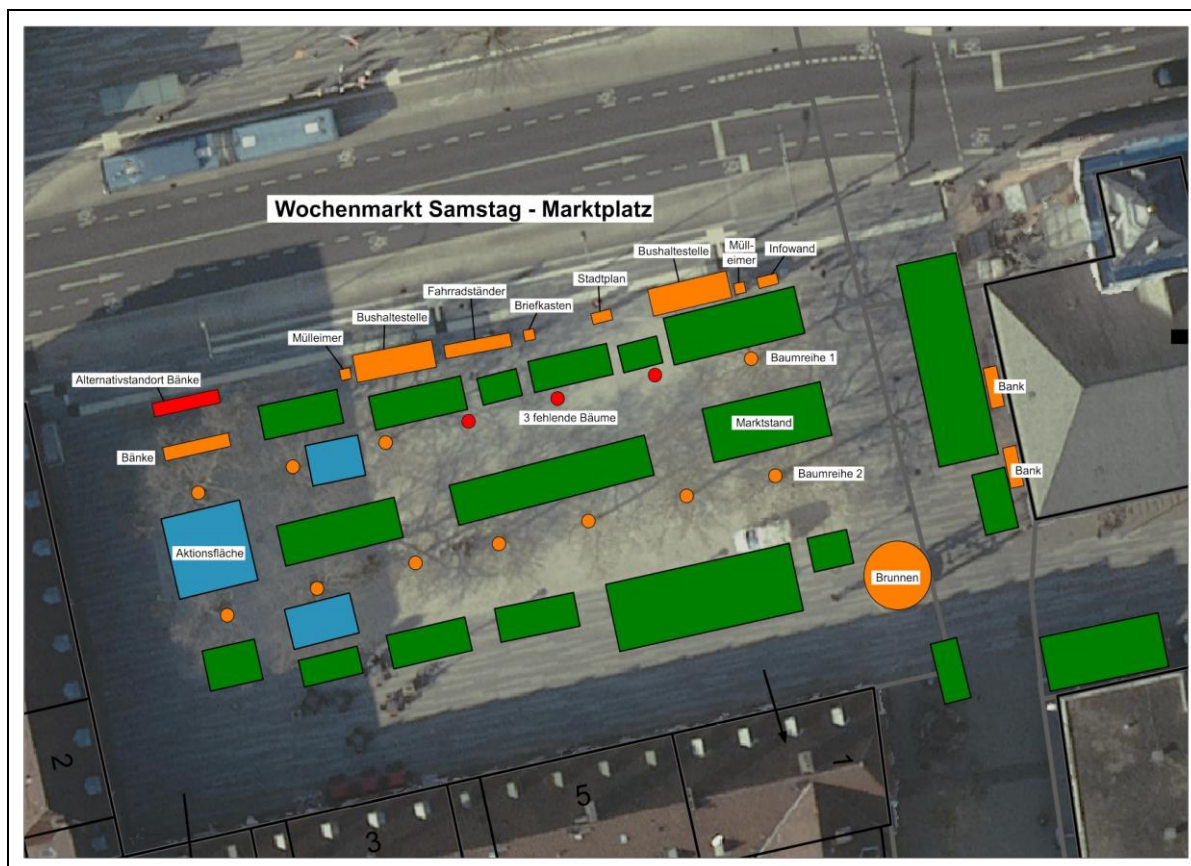 Wochenmarkt Samstag - Marktplatz
Bushaltestelle
Müll-
eimer
Infowand
Stadtplan
Fahrradständer
Briefkasten
Bushaltestelle
Mülleimer
Baumreihe 1
Alternativstandort Bänke
3 fehlende Bäume
Marktstand
Bank
Bänke
Bank
Baumreihe 2
Aktionsfläche
Brunnen
2
1
5
3